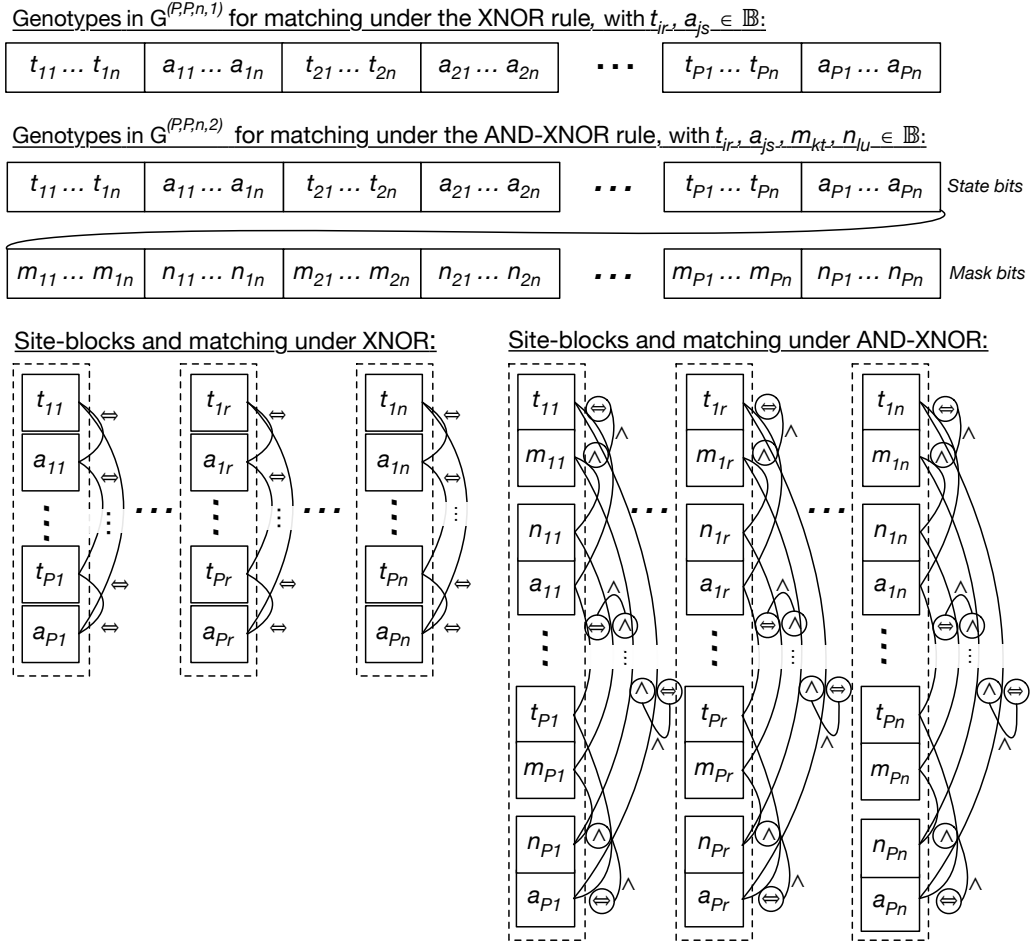 Genotypes in G^(P,P,n,1) for matching under the XNOR rule, with t_ir, a_js ∈ 𝔹:
t_11 … t_1n a_11 … a_1n t_21 … t_2n a_21 … a_2n … t_P1 … t_Pn a_P1 … a_Pn
Genotypes in G^(P,P,n,2) for matching under the AND-XNOR rule, with t_ir, a_js, m_kt, n_lu ∈ 𝔹:
t_11 … t_1n a_11 … a_1n t_21 … t_2n a_21 … a_2n … t_P1 … t_Pn a_P1 … a_Pn State bits
m_11 … m_1n n_11 … n_1n m_21 … m_2n n_21 … n_2n … m_P1 … m_Pn n_P1 … n_Pn Mask bits
Site-blocks and matching under XNOR:
t_11 ⇔ t_1r ⇔ t_1n ⇔
a_11 ⇔ a_1r ⇔ a_1n ⇔
⋮ ⋮ … ⋮ ⋮ … ⋮ ⋮
t_P1 ⇔ t_Pr ⇔ t_Pn ⇔
a_P1 ⇔ a_Pr ⇔ a_Pn ⇔
Site-blocks and matching under AND-XNOR:
t_11 ⇔ t_1r ⇔ t_1n ⇔
∧ ∧ ∧
m_11 ∧ m_1r ∧ m_1n ∧
n_11 … n_1r … n_1n
a_11 ∧ a_1r ∧ a_1n ∧
⇔ ∧ ⇔ ∧ ⇔ ∧
⋮ ⋮ ⋮ ⋮ ⋮ ⋮
∧ ⇔ ∧ ⇔ ∧ ⇔
t_P1 t_Pr t_Pn
∧ ∧ ∧
m_P1 m_Pr m_Pn
n_P1 ∧ n_Pr ∧ n_Pn ∧
∧ ∧ ∧
a_P1 ⇔ a_Pr ⇔ a_Pn ⇔